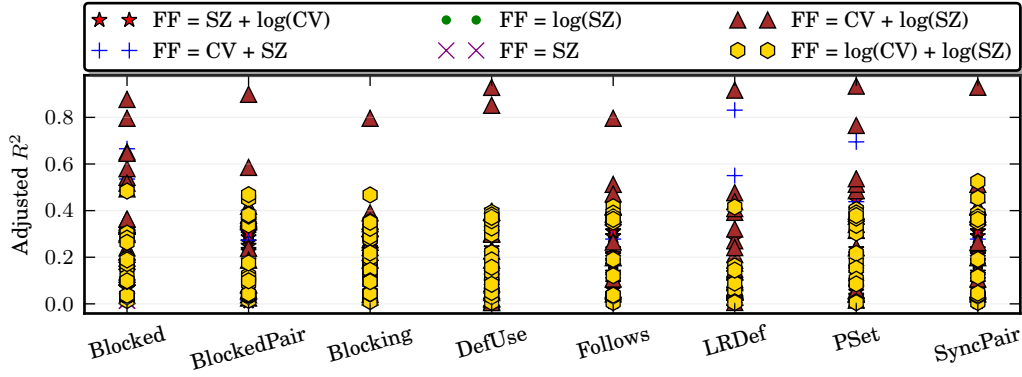 FF = SZ + log(CV) FF = log(SZ) FF = CV + log(SZ)
FF = CV + SZ FF = SZ FF = log(CV) + log(SZ)
Adjusted R²
0.8
0.6
0.4
0.2
0.0
Blocked BlockedPair Blocking DefUse Follows LRDef PSet SyncPair